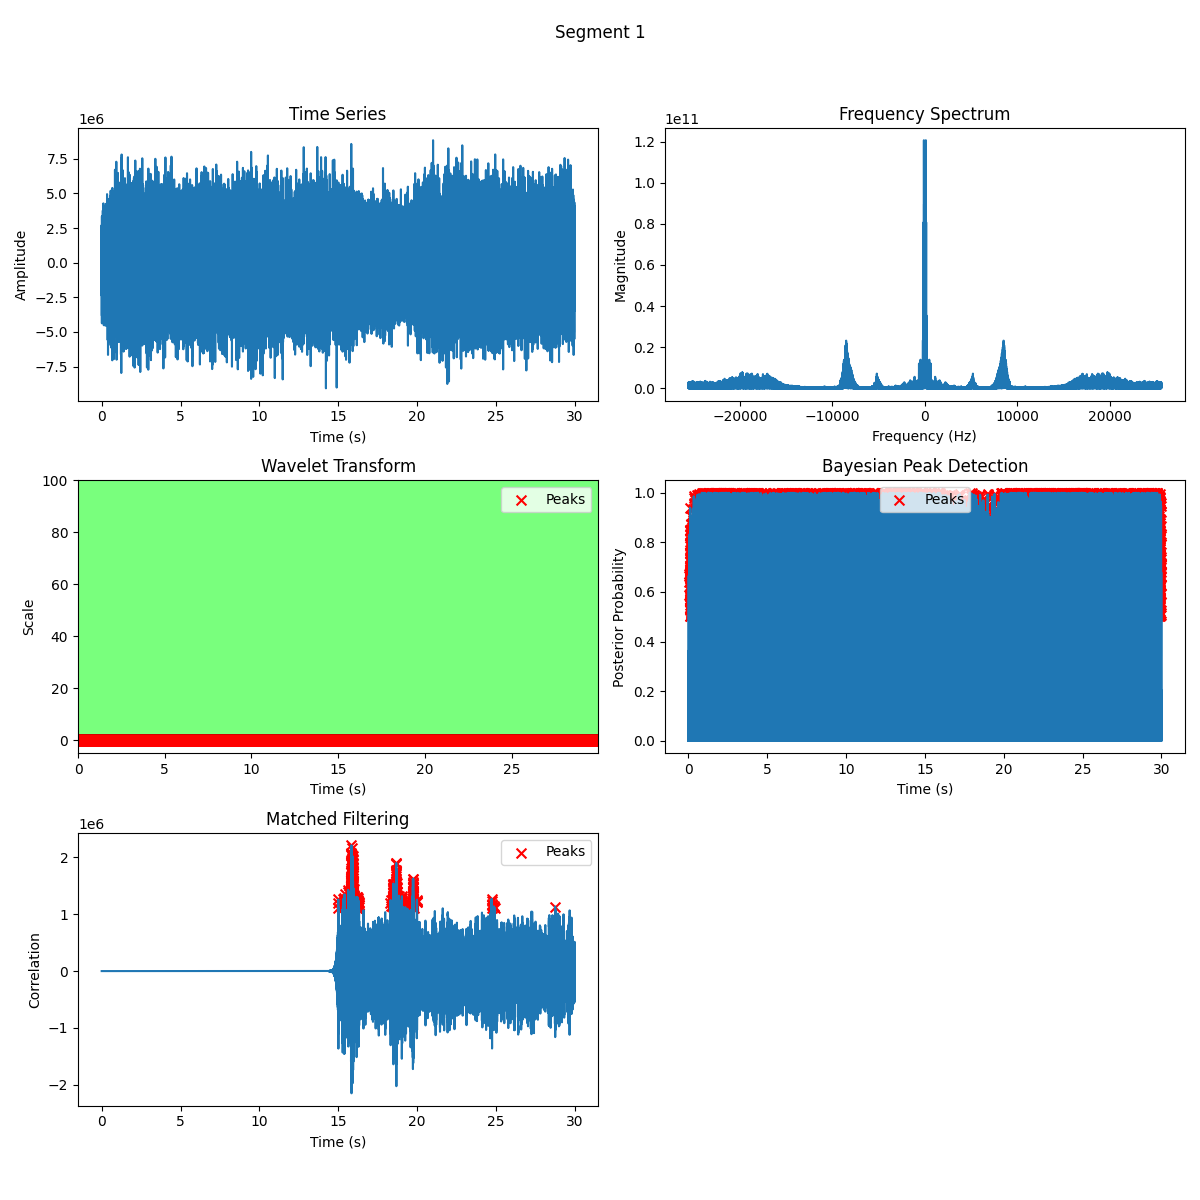 Segment 1
Time Series
1e6
7.5
5.0
2.5
0.0
−2.5
−5.0
−7.5
Amplitude
0 5 10 15 20 25 30
Time (s)
Frequency Spectrum
1e11
1.2
1.0
0.8
0.6
0.4
0.2
0.0
Magnitude
−20000 −10000 0 10000 20000
Frequency (Hz)
Wavelet Transform
Peaks
100
80
60
40
20
0
Scale
0 5 10 15 20 25
Time (s)
Bayesian Peak Detection
Peaks
1.0
0.8
0.6
0.4
0.2
0.0
Posterior Probability
0 5 10 15 20 25 30
Time (s)
Matched Filtering
1e6
Peaks
2
1
0
−1
−2
Correlation
0 5 10 15 20 25 30
Time (s)